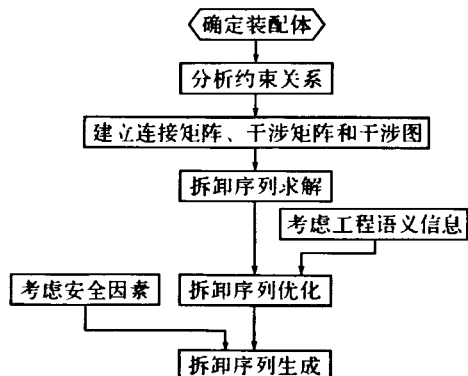 确定装配体
分析约束关系
建立连接矩阵、干涉矩阵和干涉图
拆卸序列求解
考虑工程语义信息
考虑安全因素
拆卸序列优化
拆卸序列生成